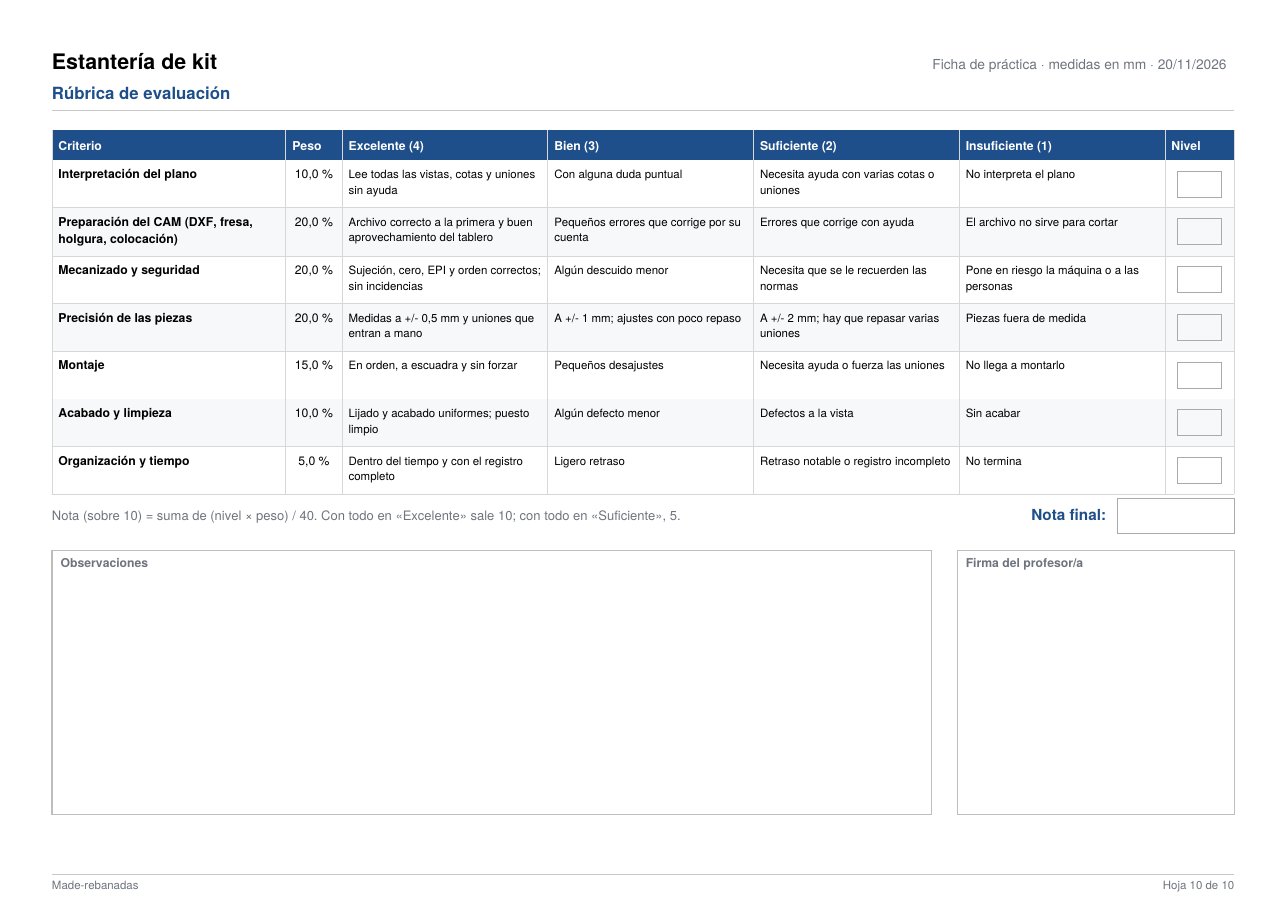 Estantería de kit
Ficha de práctica · medidas en mm · 20/11/2026
Rúbrica de evaluación
Criterio Peso Excelente (4) Bien (3) Suficiente (2) Insuficiente (1) Nivel
Interpretación del plano 10,0 % Lee todas las vistas, cotas y uniones Con alguna duda puntual Necesita ayuda con varias cotas o No interpreta el plano
sin ayuda uniones
Preparación del CAM (DXF, fresa, 20,0 % Archivo correcto a la primera y buen Pequeños errores que corrige por su Errores que corrige con ayuda El archivo no sirve para cortar
holgura, colocación) aprovechamiento del tablero cuenta
Mecanizado y seguridad 20,0 % Sujeción, cero, EPI y orden correctos; Algún descuido menor Necesita que se le recuerden las Pone en riesgo la máquina o a las
sin incidencias normas personas
Precisión de las piezas 20,0 % Medidas a +/- 0,5 mm y uniones que A +/- 1 mm; ajustes con poco repaso A +/- 2 mm; hay que repasar varias Piezas fuera de medida
entran a mano uniones
Montaje 15,0 % En orden, a escuadra y sin forzar Pequeños desajustes Necesita ayuda o fuerza las uniones No llega a montarlo
Acabado y limpieza 10,0 % Lijado y acabado uniformes; puesto Algún defecto menor Defectos a la vista Sin acabar
limpio
Organización y tiempo 5,0 % Dentro del tiempo y con el registro Ligero retraso Retraso notable o registro incompleto No termina
completo
Nota (sobre 10) = suma de (nivel × peso) / 40. Con todo en «Excelente» sale 10; con todo en «Suficiente», 5.
Nota final:
Observaciones
Firma del profesor/a
Made-rebanadas
Hoja 10 de 10